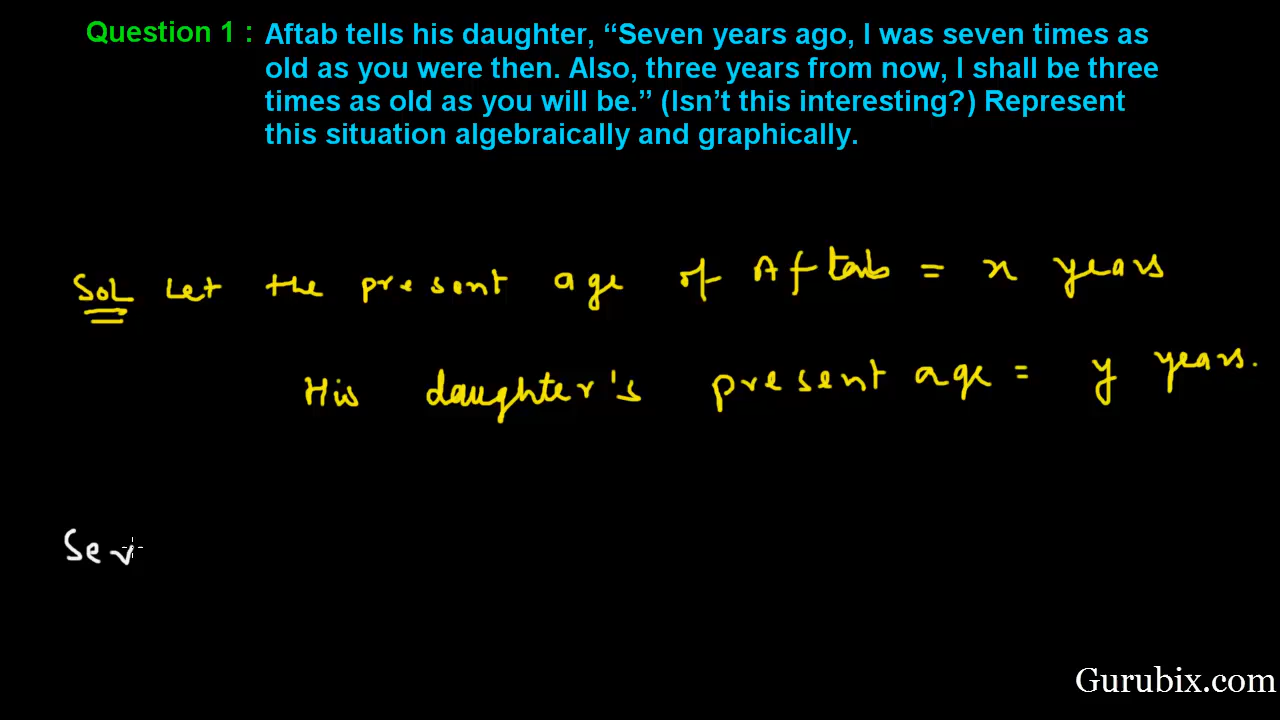 Question 1 : Aftab tells his daughter, “Seven years ago, I was seven times as
old as you were then. Also, three years from now, I shall be three
times as old as you will be.” (Isn’t this interesting?) Represent
this situation algebraically and graphically.
Sol Let the present age of Aftab = x years
His daughter's present age = y years.
Sev
Gurubix.com